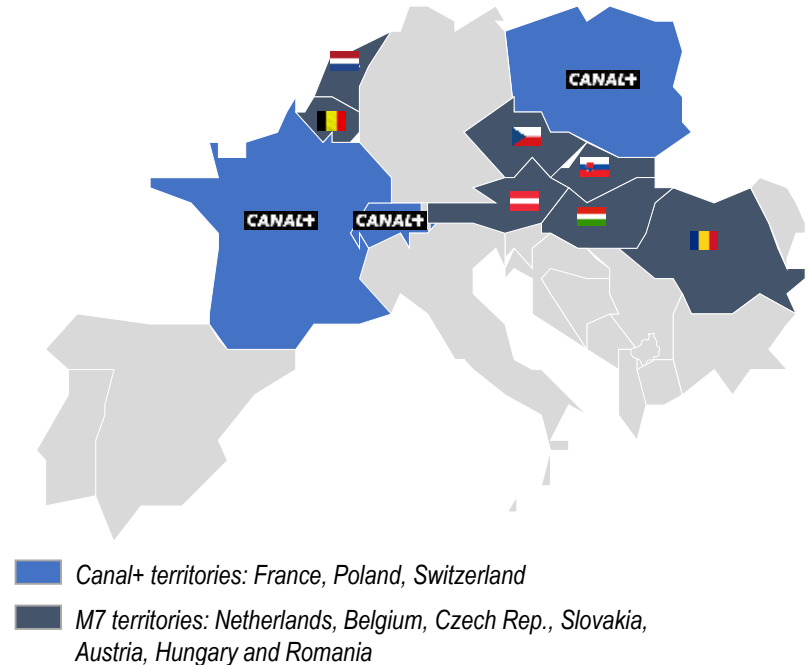 CANAL+
CANAL+
CANAL+
Canal+ territories: France, Poland, Switzerland
M7 territories: Netherlands, Belgium, Czech Rep., Slovakia,
Austria, Hungary and Romania